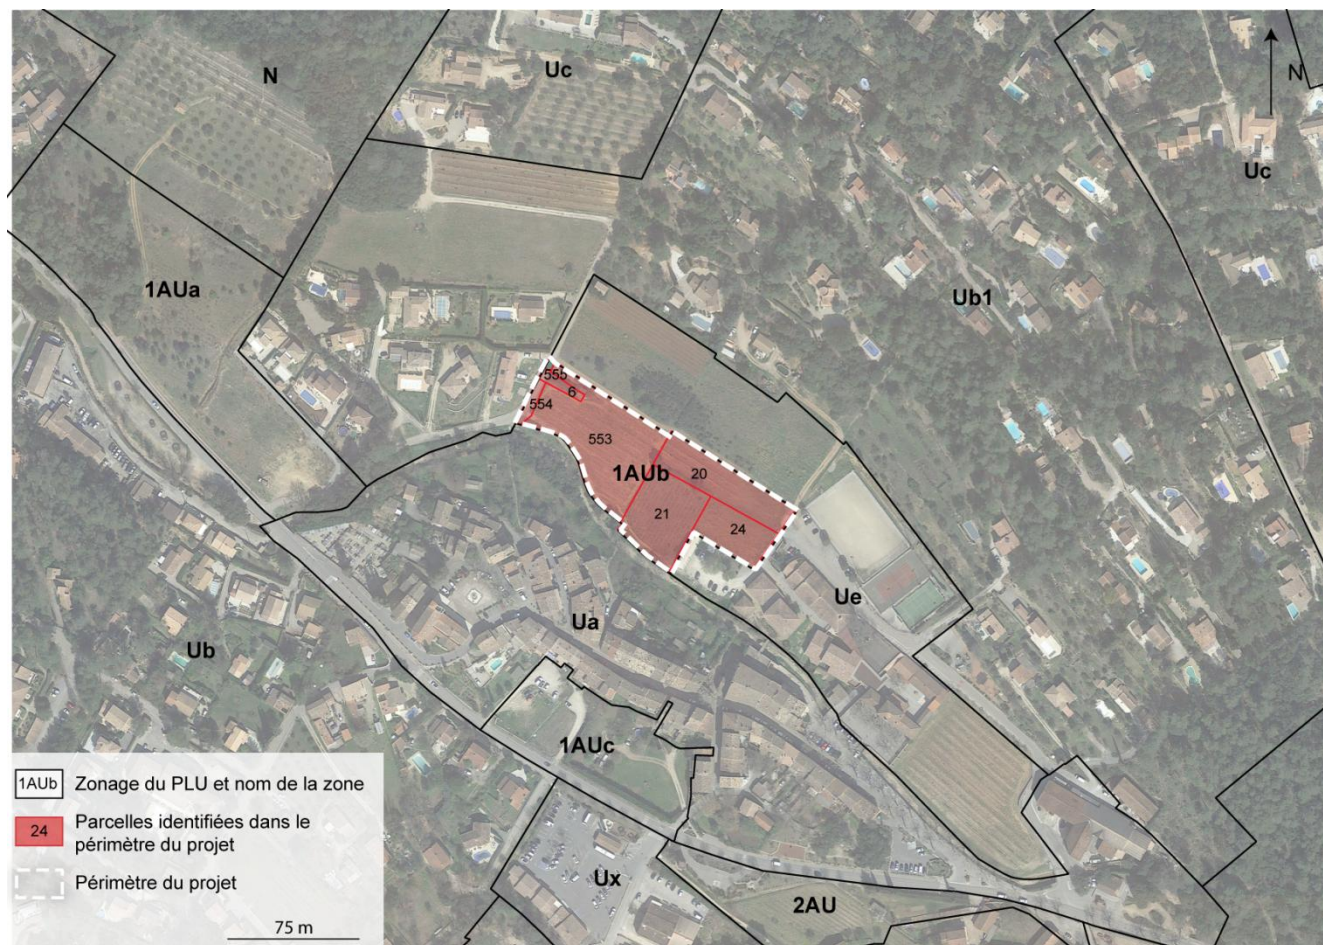 N
Uc
N
Uc
1AUa
Ub1
555
6
554
553
1AUb
20
21
24
Ue
Ua
Ub
1AUc
1AUb Zonage du PLU et nom de la zone
24 Parcelles identifiées dans le
périmètre du projet
Périmètre du projet
75 m
Ux
2AU